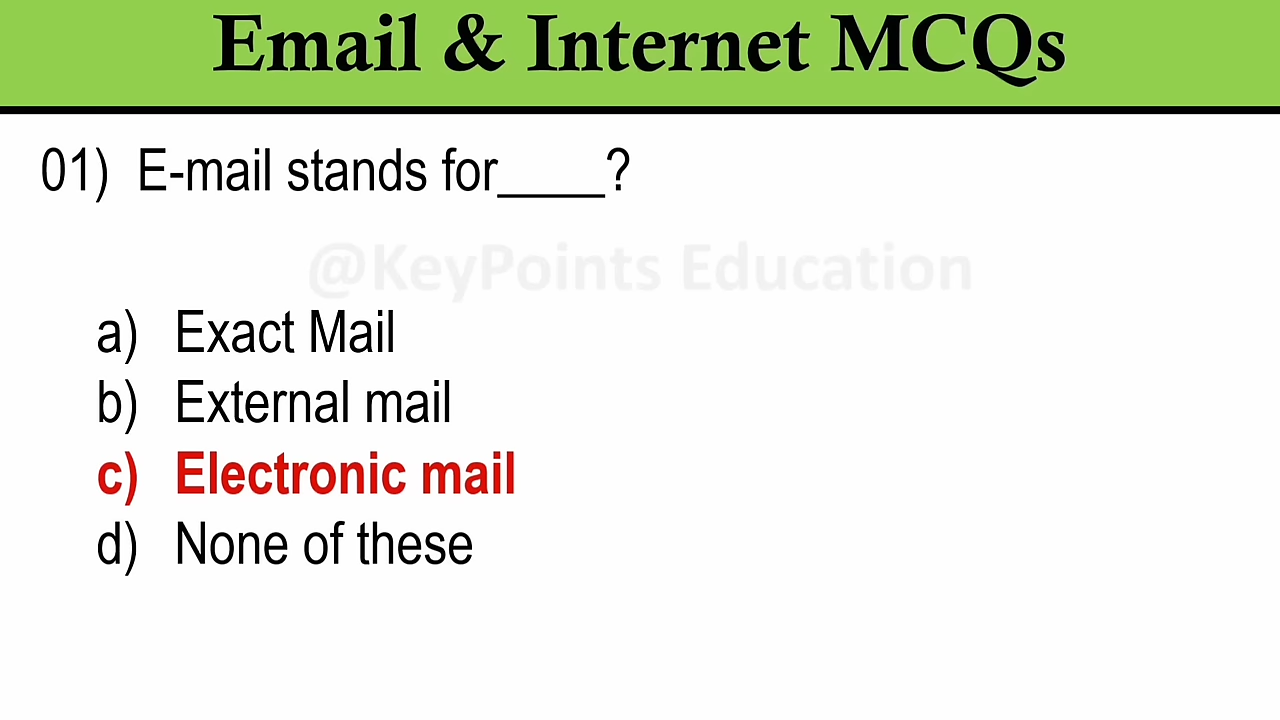 Email & Internet MCQs
01) E-mail stands for____?
@KeyPoints Education
a) Exact Mail
b) External mail
c) Electronic mail
d) None of these